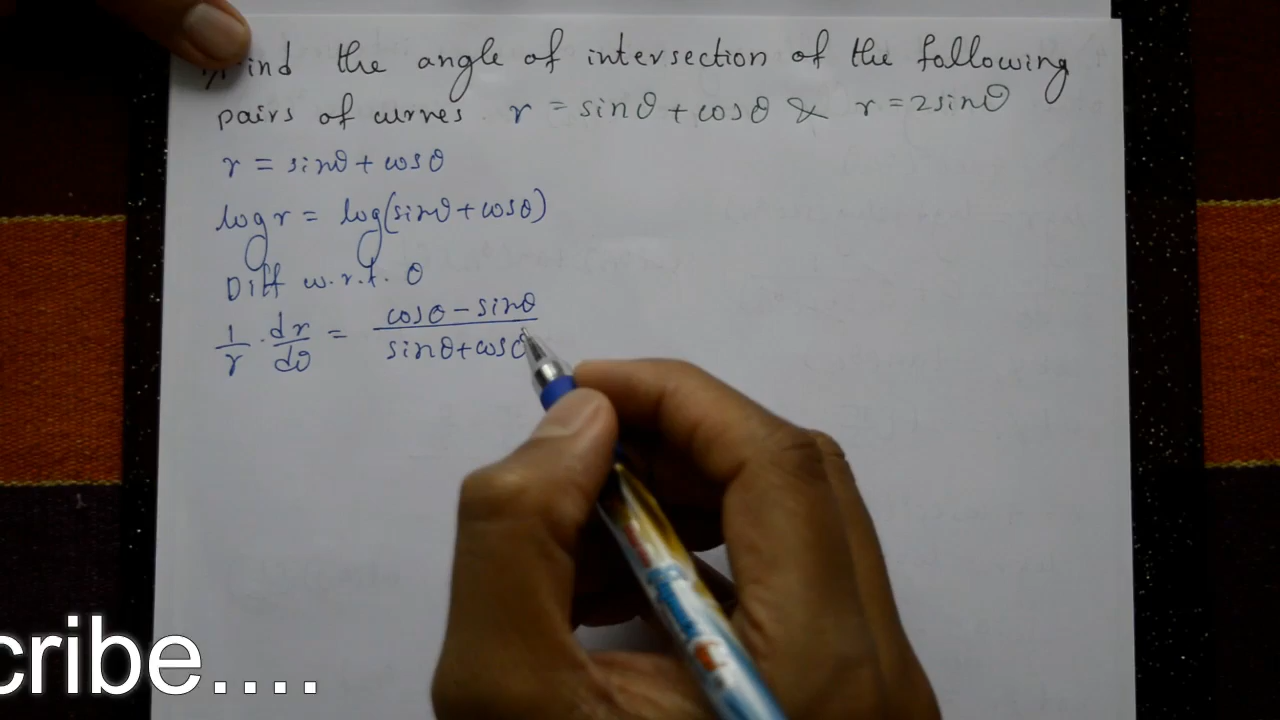 1) Find the angle of intersection of the following
pairs of curves. r = sinθ + cosθ & r = 2sinθ
r = sinθ + cosθ
log r = log(sinθ + cosθ)
Diff w.r.t. θ
1/r . dr/dθ = cosθ - sinθ / sinθ + cosθ
cribe....